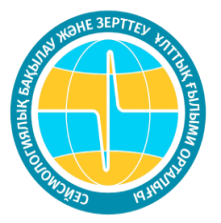 СЕЙСМОЛОГИЯЛЫҚ БАҚЫЛАУ ЖӘНЕ ЗЕРТТЕУ ҰЛТТЫҚ ҒЫЛЫМИ ОРТАЛЫҒЫ